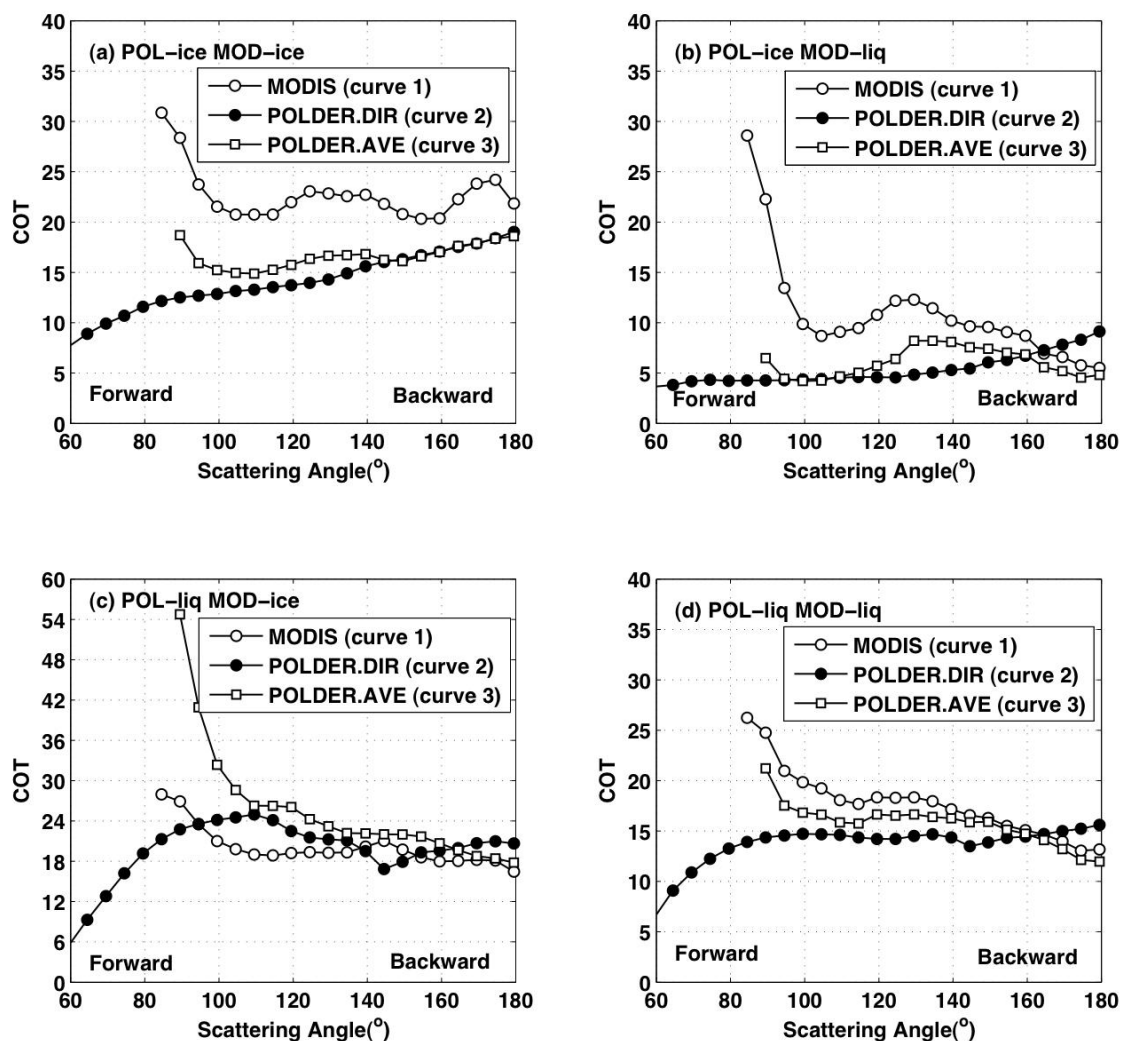 (a) POL-ice MOD-ice
MODIS (curve 1)
POLDER.DIR (curve 2)
POLDER.AVE (curve 3)
COT
40
35
30
25
20
15
10
5
0
Forward
Backward
60 80 100 120 140 160 180
Scattering Angle(o)
(b) POL-ice MOD-liq
MODIS (curve 1)
POLDER.DIR (curve 2)
POLDER.AVE (curve 3)
COT
40
35
30
25
20
15
10
5
0
Forward
Backward
60 80 100 120 140 160 180
Scattering Angle(o)
(c) POL-liq MOD-ice
MODIS (curve 1)
POLDER.DIR (curve 2)
POLDER.AVE (curve 3)
COT
60
54
48
42
36
30
24
18
12
6
0
Forward
Backward
60 80 100 120 140 160 180
Scattering Angle(o)
(d) POL-liq MOD-liq
MODIS (curve 1)
POLDER.DIR (curve 2)
POLDER.AVE (curve 3)
COT
40
35
30
25
20
15
10
5
0
Forward
Backward
60 80 100 120 140 160 180
Scattering Angle(o)